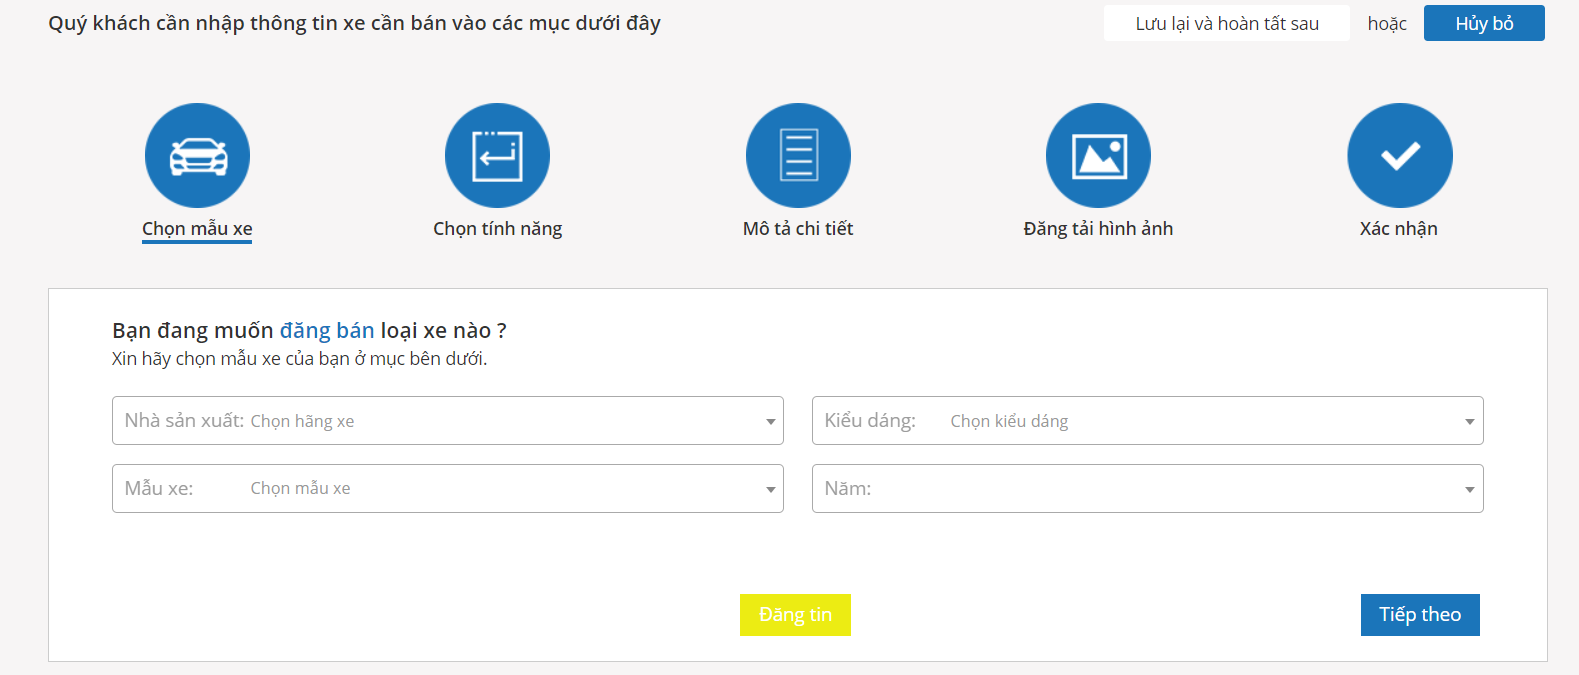 Quý khách cần nhập thông tin xe cần bán vào các mục dưới đây
Lưu lại và hoàn tất sau hoặc Hủy bỏ
Chọn mẫu xe
Chọn tính năng
Mô tả chi tiết
Đăng tải hình ảnh
Xác nhận
Bạn đang muốn đăng bán loại xe nào ?
Xin hãy chọn mẫu xe của bạn ở mục bên dưới.
Nhà sản xuất: Chọn hãng xe
Kiểu dáng: Chọn kiểu dáng
Mẫu xe: Chọn mẫu xe
Năm:
Đăng tin
Tiếp theo